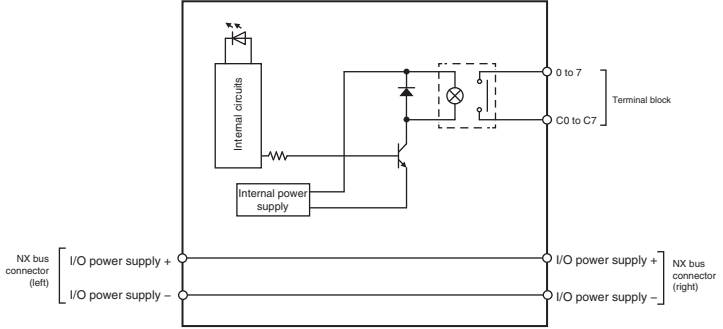 Internal circuits
0 to 7
Terminal block
C0 to C7
Internal power
supply
NX bus
connector
(left)
I/O power supply +
I/O power supply –
I/O power supply +
I/O power supply –
NX bus
connector
(right)